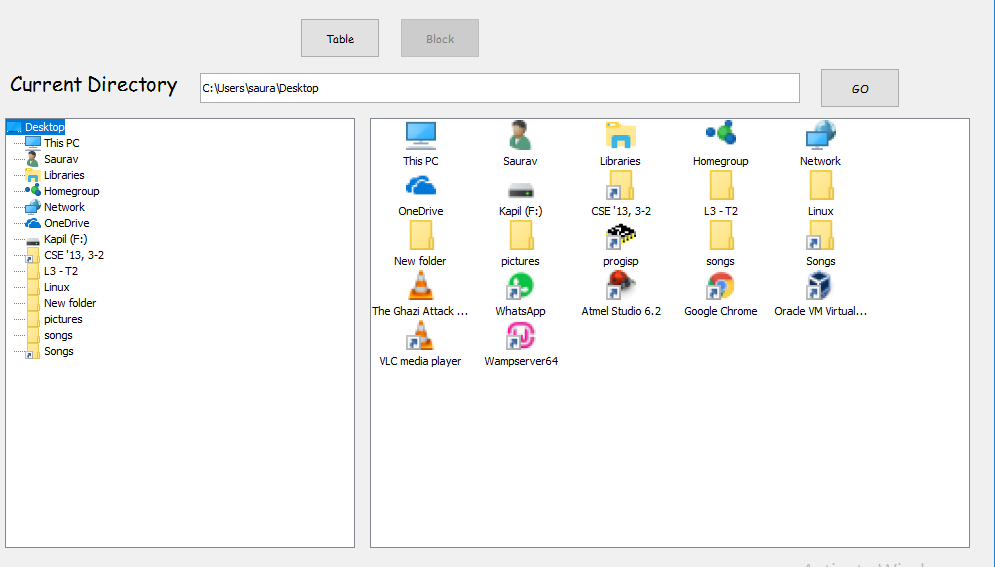 Table Block
Current Directory C:\Users\saura\Desktop GO
Desktop
This PC
Saurav
Libraries
Homegroup
Network
OneDrive
Kapil (F:)
CSE '13, 3-2
L3 - T2
Linux
New folder
pictures
songs
Songs
This PC Saurav Libraries Homegroup Network
OneDrive Kapil (F:) CSE '13, 3-2 L3 - T2 Linux
New folder pictures progisp songs Songs
The Ghazi Attack ... WhatsApp Atmel Studio 6.2 Google Chrome Oracle VM Virtual...
VLC media player Wampserver64